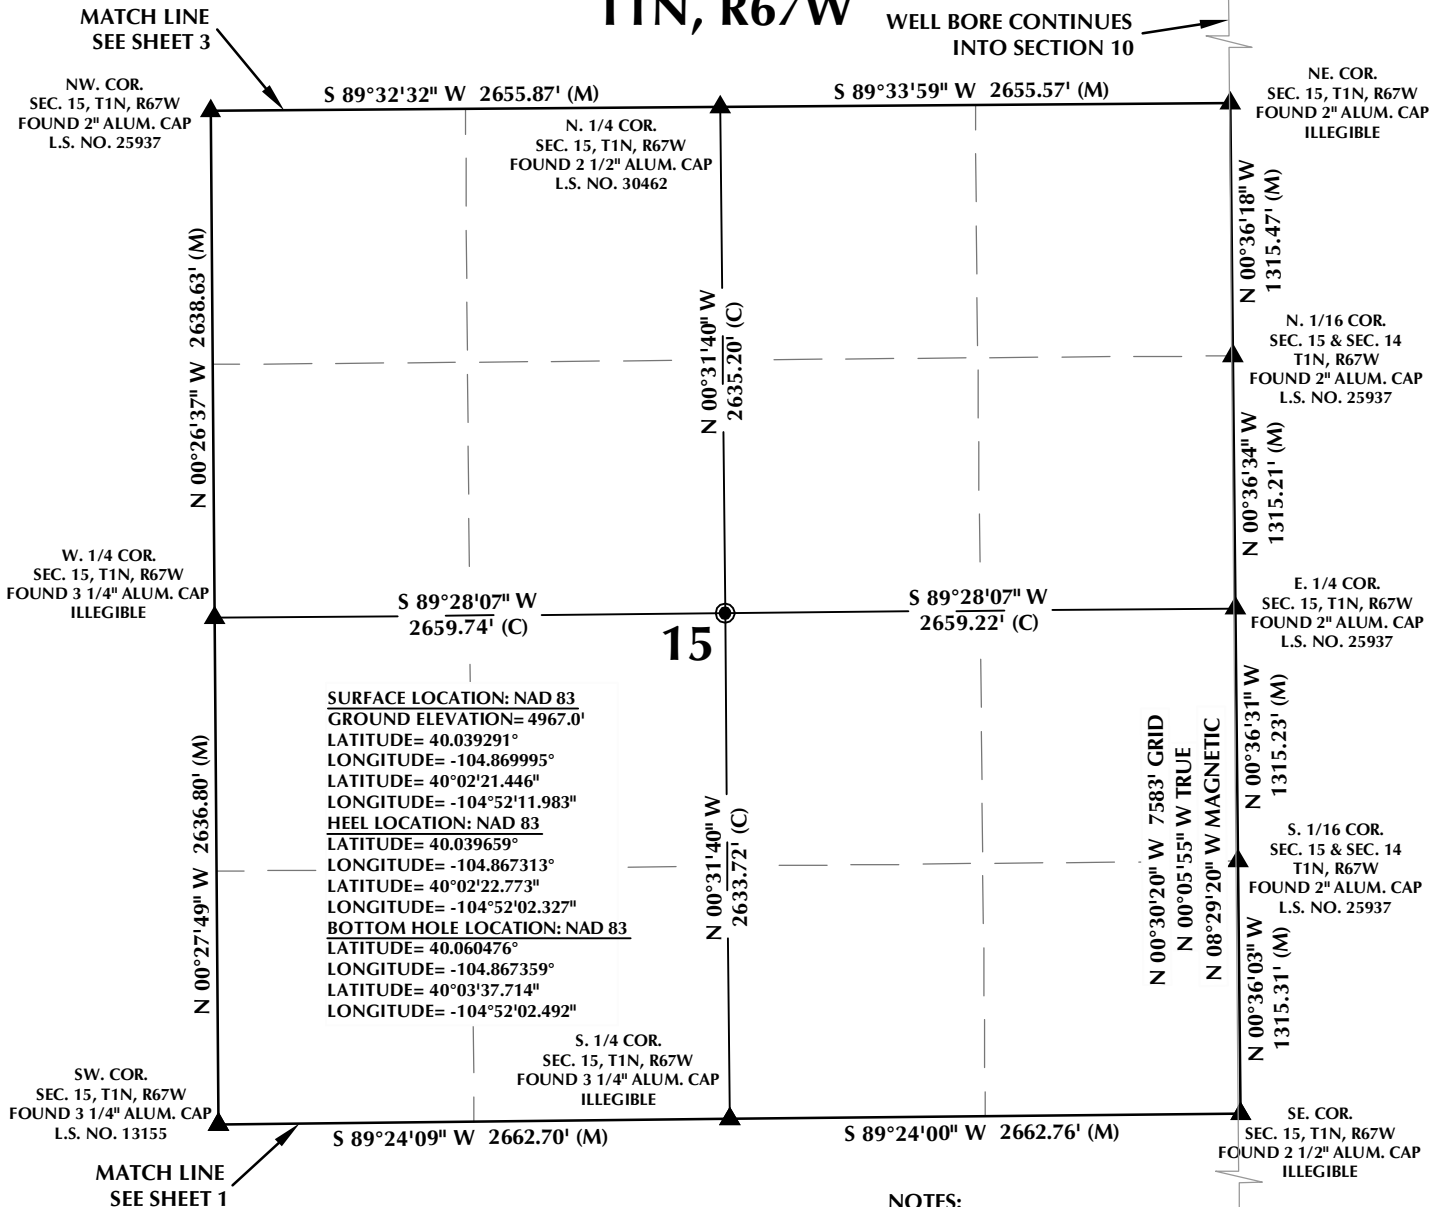 T1N, R67W
MATCH LINE
SEE SHEET 3
WELL BORE CONTINUES
INTO SECTION 10
NW. COR.
SEC. 15, T1N, R67W
FOUND 2" ALUM. CAP
L.S. NO. 25937
S 89°32'32" W 2655.87' (M)
N. 1/4 COR.
SEC. 15, T1N, R67W
FOUND 2 1/2" ALUM. CAP
L.S. NO. 30462
S 89°33'59" W 2655.57' (M)
NE. COR.
SEC. 15, T1N, R67W
FOUND 2" ALUM. CAP
ILLEGIBLE
N 00°26'37" W 2638.63' (M)
N 00°31'40" W
2635.20' (C)
N 00°36'18" W
1315.47' (M)
N. 1/16 COR.
SEC. 15 & SEC. 14
T1N, R67W
FOUND 2" ALUM. CAP
L.S. NO. 25937
N 00°36'34" W
1315.21' (M)
W. 1/4 COR.
SEC. 15, T1N, R67W
FOUND 3 1/4" ALUM. CAP
ILLEGIBLE
S 89°28'07" W
2659.74' (C)
15
S 89°28'07" W
2659.22' (C)
E. 1/4 COR.
SEC. 15, T1N, R67W
FOUND 2" ALUM. CAP
L.S. NO. 25937
SURFACE LOCATION: NAD 83
GROUND ELEVATION= 4967.0'
LATITUDE= 40.039291°
LONGITUDE= -104.869995°
LATITUDE= 40°02'21.446"
LONGITUDE= -104°52'11.983"
HEEL LOCATION: NAD 83
LATITUDE= 40.039659°
LONGITUDE= -104.867313°
LATITUDE= 40°02'22.773"
LONGITUDE= -104°52'02.327"
BOTTOM HOLE LOCATION: NAD 83
LATITUDE= 40.060476°
LONGITUDE= -104.867359°
LATITUDE= 40°03'37.714"
LONGITUDE= -104°52'02.492"
N 00°27'49" W 2636.80' (M)
N 00°31'40" W
2633.72' (C)
N 00°30'20" W 7583' GRID
N 00°05'55" W TRUE
N 08°29'20" W MAGNETIC
N 00°36'31" W
1315.23' (M)
S. 1/16 COR.
SEC. 15 & SEC. 14
T1N, R67W
FOUND 2" ALUM. CAP
L.S. NO. 25937
N 00°36'03" W
1315.31' (M)
SW. COR.
SEC. 15, T1N, R67W
FOUND 3 1/4" ALUM. CAP
L.S. NO. 13155
S. 1/4 COR.
SEC. 15, T1N, R67W
FOUND 3 1/4" ALUM. CAP
ILLEGIBLE
S 89°24'09" W 2662.70' (M)
S 89°24'00" W 2662.76' (M)
SE. COR.
SEC. 15, T1N, R67W
FOUND 2 1/2" ALUM. CAP
ILLEGIBLE
MATCH LINE
SEE SHEET 1
NOTES: